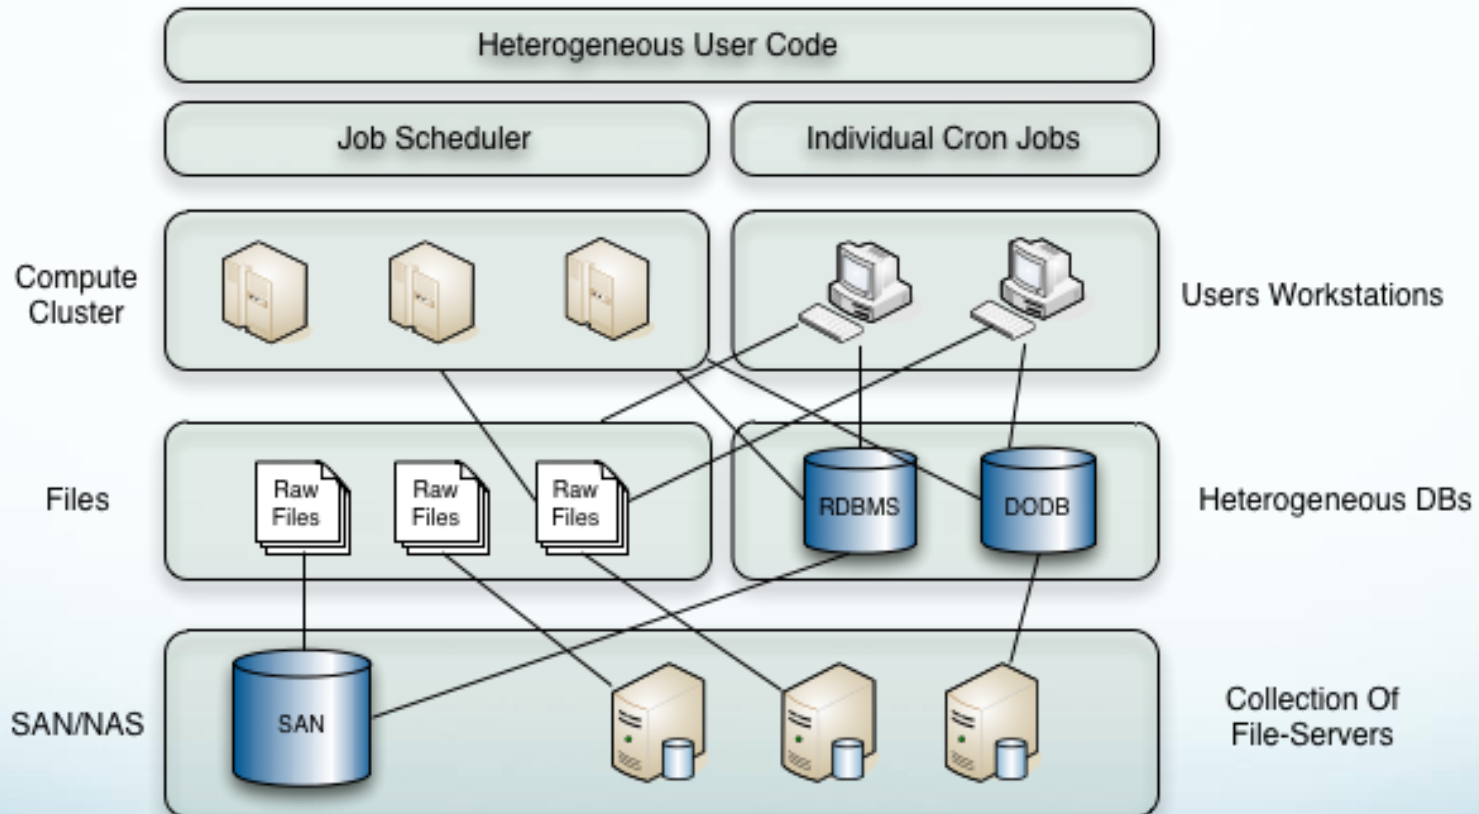 Heterogeneous User Code
Job Scheduler
Individual Cron Jobs
Compute
Cluster
Users Workstations
Files
Raw
Files
Raw
Files
Raw
Files
RDBMS
DODB
Heterogeneous DBs
SAN/NAS
SAN
Collection Of
File-Servers